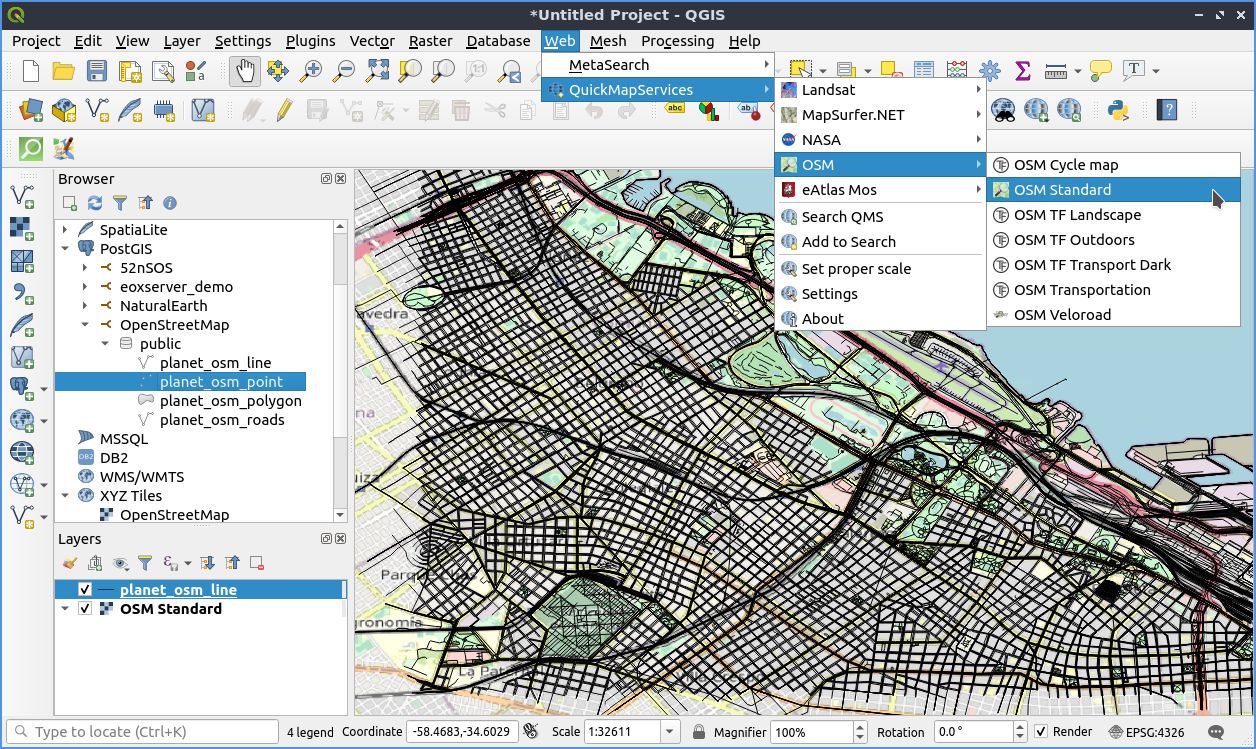 *Untitled Project - QGIS
Project Edit View Layer Settings Plugins Vector Raster Database Web Mesh Processing Help
MetaSearch
QuickMapServices
Landsat
MapSurfer.NET
NASA
OSM
eAtlas Mos
Search QMS
Add to Search
Set proper scale
Settings
About
OSM Cycle map
OSM Standard
OSM TF Landscape
OSM TF Outdoors
OSM TF Transport Dark
OSM Transportation
OSM Veloroad
abc
ab
T
Browser
SpatiaLite
PostGIS
52nSOS
eoxserver_demo
NaturalEarth
OpenStreetMap
public
planet_osm_line
planet_osm_point
planet_osm_polygon
planet_osm_roads
MSSQL
DB2
DB2
WMS/WMTS
XYZ Tiles
OpenStreetMap
Layers
planet_osm_line
OSM Standard
avedra
La Pat
Type to locate (Ctrl+K)
4 legend Coordinate -58.4683,-34.6029 Scale 1:32611 Magnifier 100% Rotation 0.0 ° Render EPSG:4326